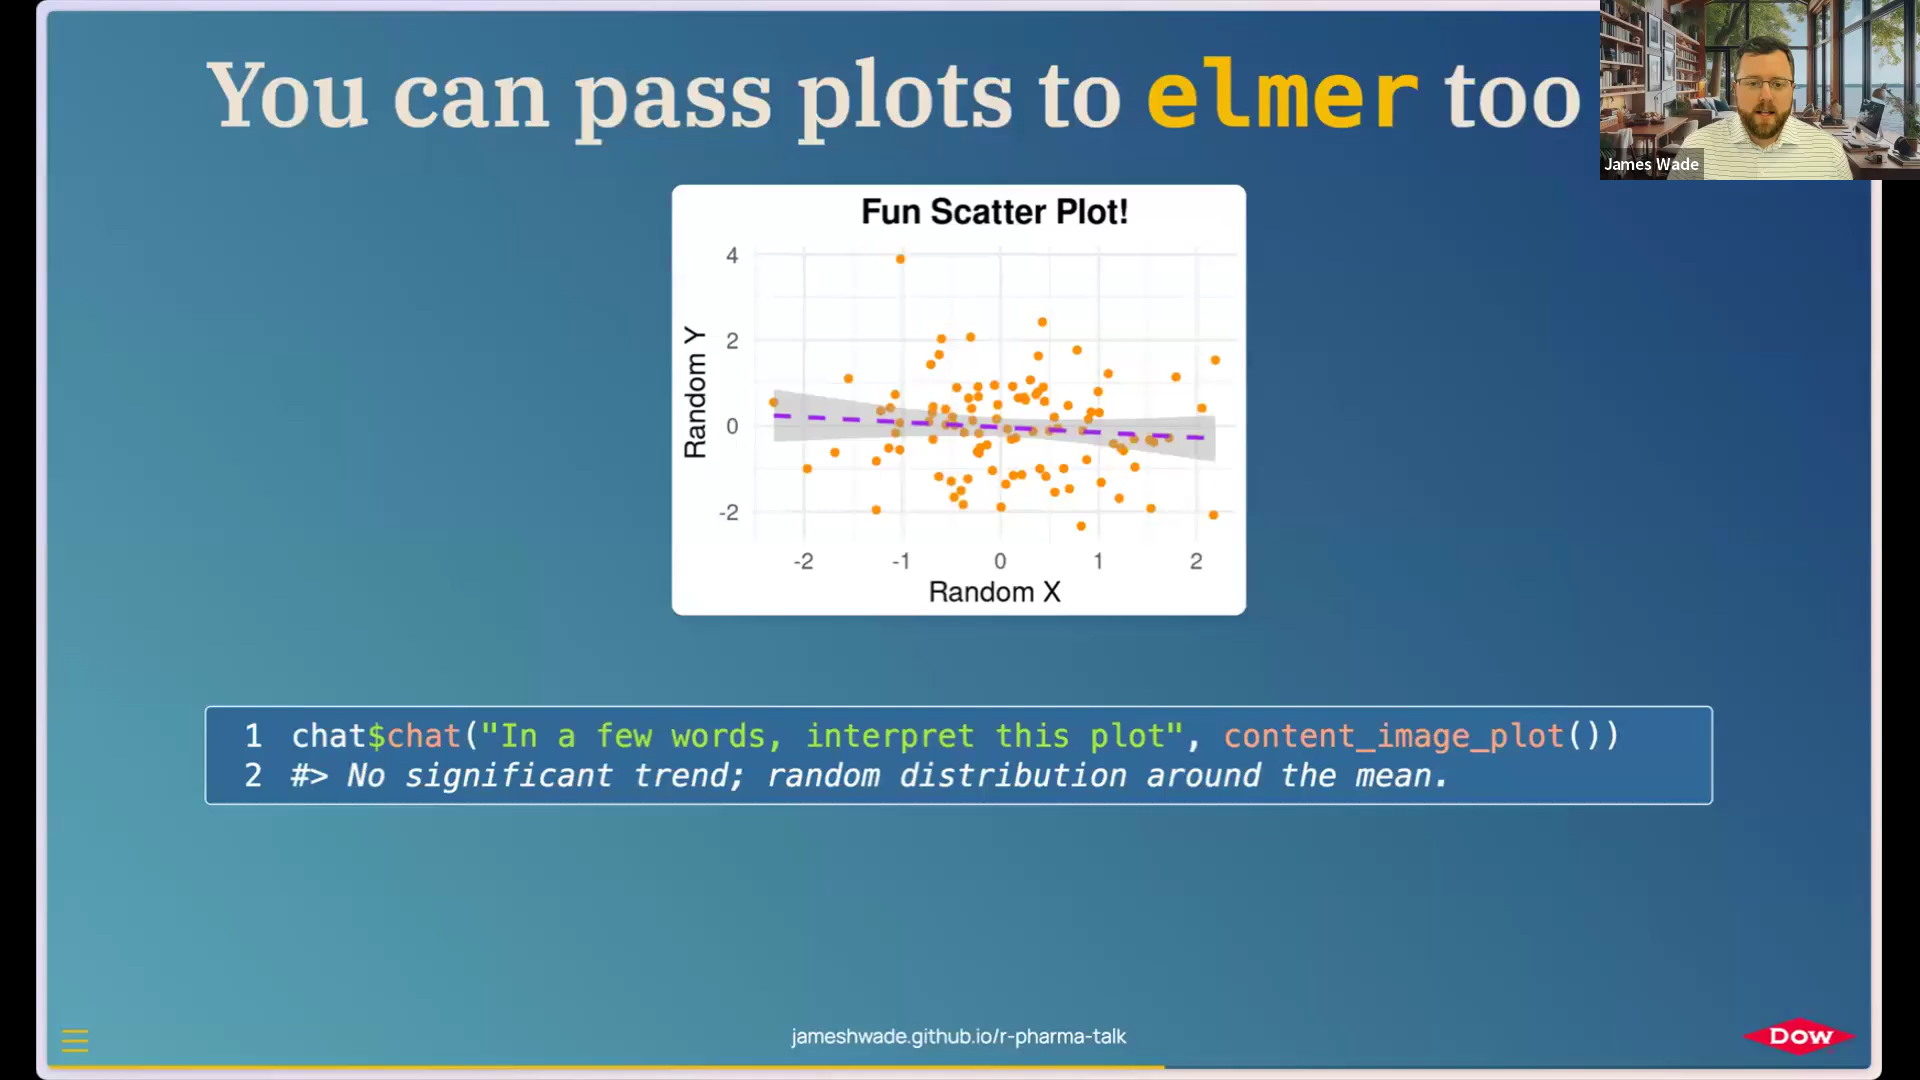 You can pass plots to elmer too
James Wade
Fun Scatter Plot!
4
2
0
-2
Random Y
-2 -1 0 1 2
Random X
1 chat$chat("In a few words, interpret this plot", content_image_plot())
2 #> No significant trend; random distribution around the mean.
jameshwade.github.io/r-pharma-talk
Dow